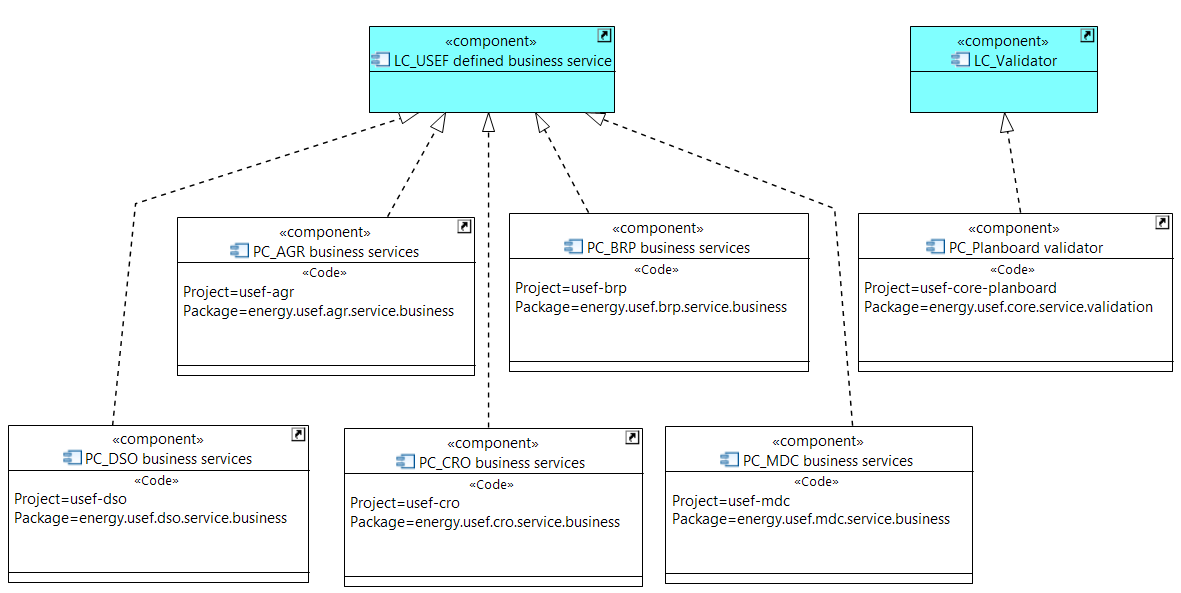 «component»
LC_USEF defined business service
«component»
LC_Validator
«component»
PC_AGR business services
«Code»
Project=usef-agr
Package=energy.usef.agr.service.business
«component»
PC_BRP business services
«Code»
Project=usef-brp
Package=energy.usef.brp.service.business
«component»
PC_Planboard validator
«Code»
Project=usef-core-planboard
Package=energy.usef.core.service.validation
«component»
PC_DSO business services
«Code»
Project=usef-dso
Package=energy.usef.dso.service.business
«component»
PC_CRO business services
«Code»
Project=usef-cro
Package=energy.usef.cro.service.business
«component»
PC_MDC business services
«Code»
Project=usef-mdc
Package=energy.usef.mdc.service.business